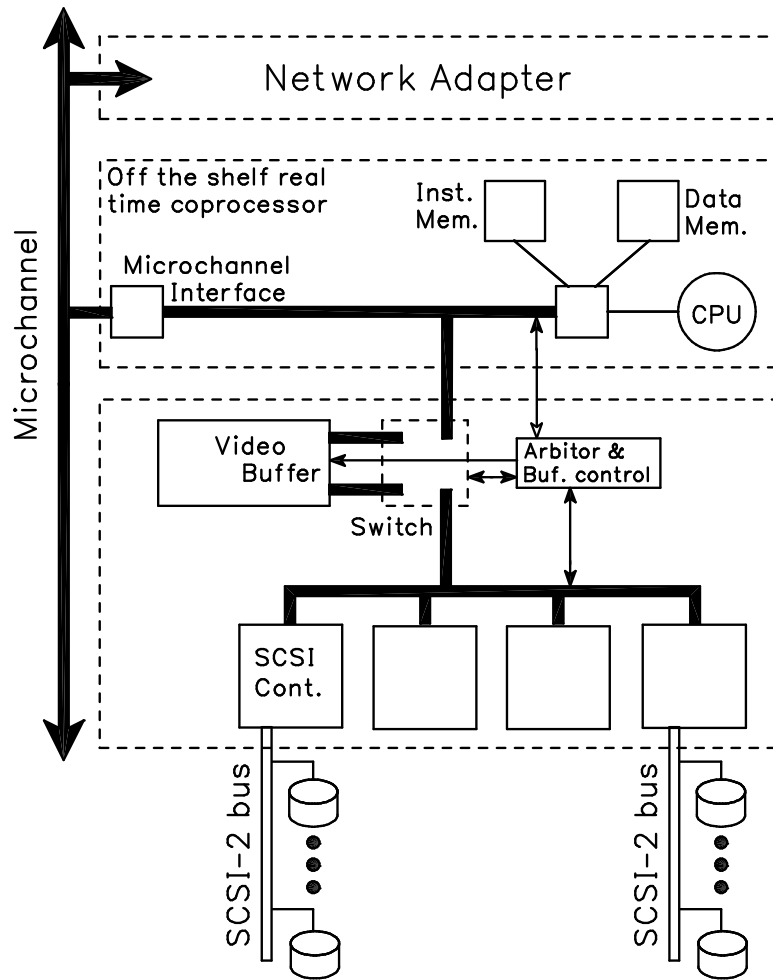 Network Adapter
Off the shelf real
time coprocessor
Inst.
Mem.
Data
Mem.
Microchannel
Interface
CPU
Microchannel
Video
Buffer
Arbitor &
Buf. control
Switch
SCSI
Cont.
SCSI-2 bus
SCSI-2 bus